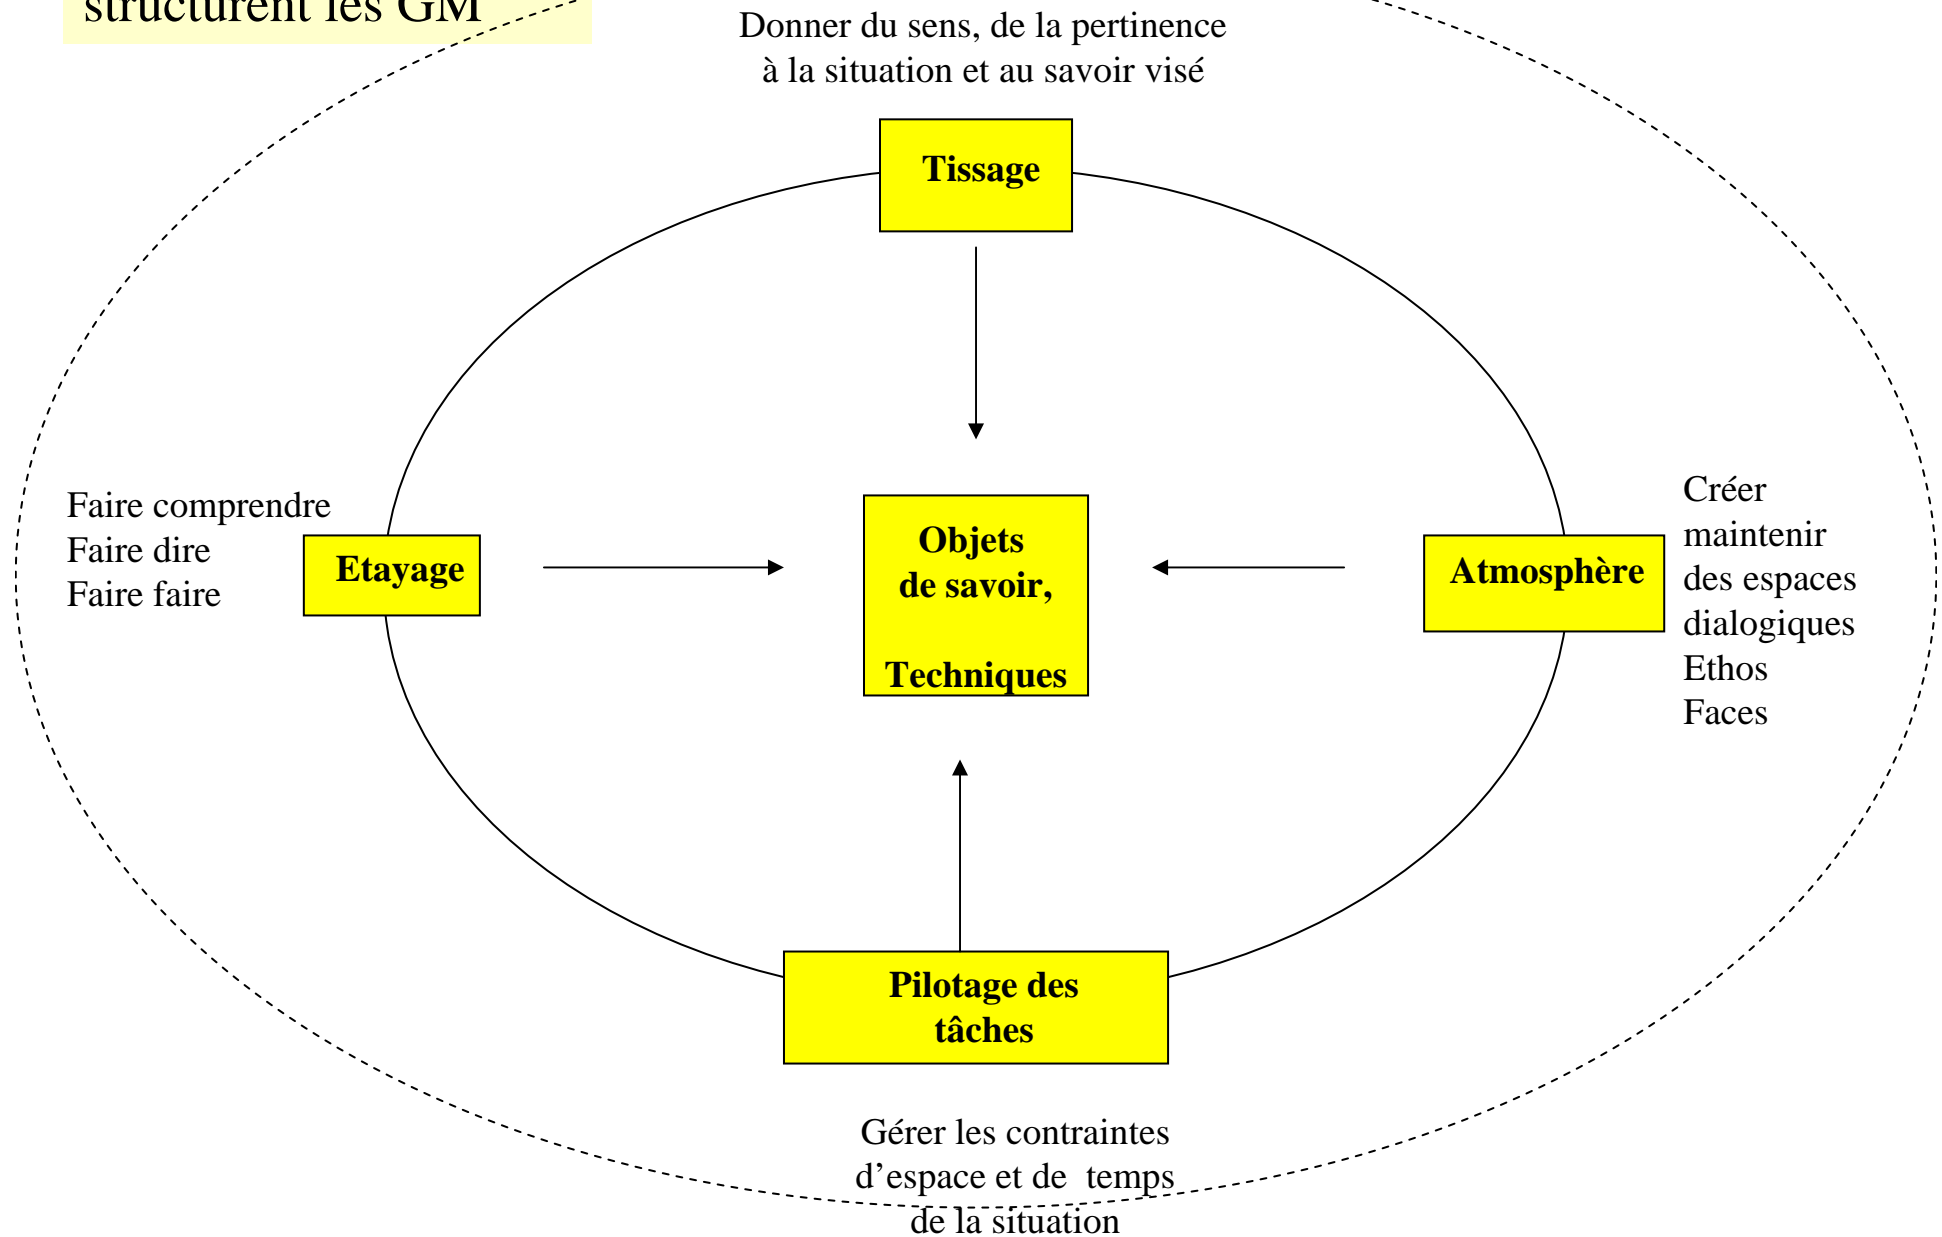 structurent les GM
Donner du sens, de la pertinence
à la situation et au savoir visé
Tissage
Faire comprendre
Faire dire
Faire faire
Etayage
Objets
de savoir,
Techniques
Atmosphère
Créer
maintenir
des espaces
dialogiques
Ethos
Faces
Pilotage des
tâches
Gérer les contraintes
d’espace et de temps
de la situation